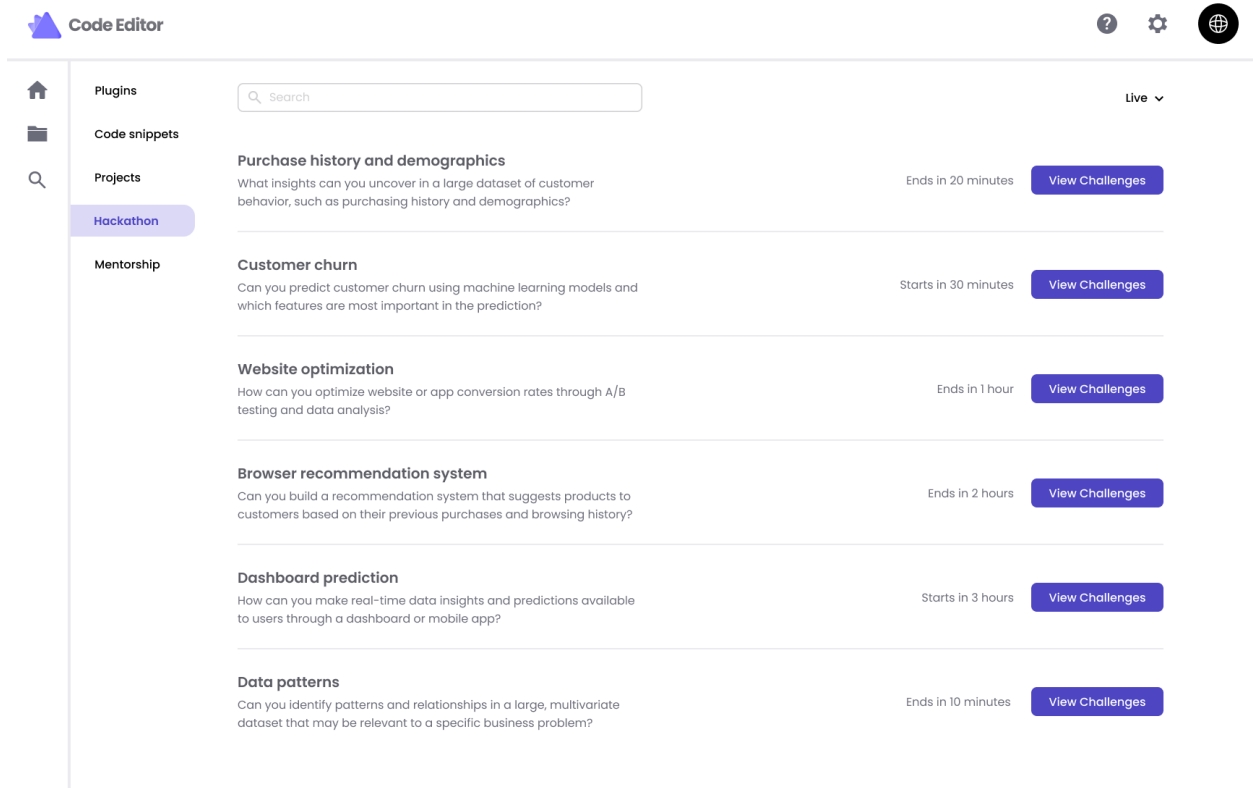 Code Editor
?
Plugins
Code snippets
Projects
Hackathon
Mentorship
Search
Live
Purchase history and demographics
What insights can you uncover in a large dataset of customer
behavior, such as purchasing history and demographics?
Ends in 20 minutes
View Challenges
Customer churn
Can you predict customer churn using machine learning models and
which features are most important in the prediction?
Starts in 30 minutes
View Challenges
Website optimization
How can you optimize website or app conversion rates through A/B
testing and data analysis?
Ends in 1 hour
View Challenges
Browser recommendation system
Can you build a recommendation system that suggests products to
customers based on their previous purchases and browsing history?
Ends in 2 hours
View Challenges
Dashboard prediction
How can you make real-time data insights and predictions available
to users through a dashboard or mobile app?
Starts in 3 hours
View Challenges
Data patterns
Can you identify patterns and relationships in a large, multivariate
dataset that may be relevant to a specific business problem?
Ends in 10 minutes
View Challenges